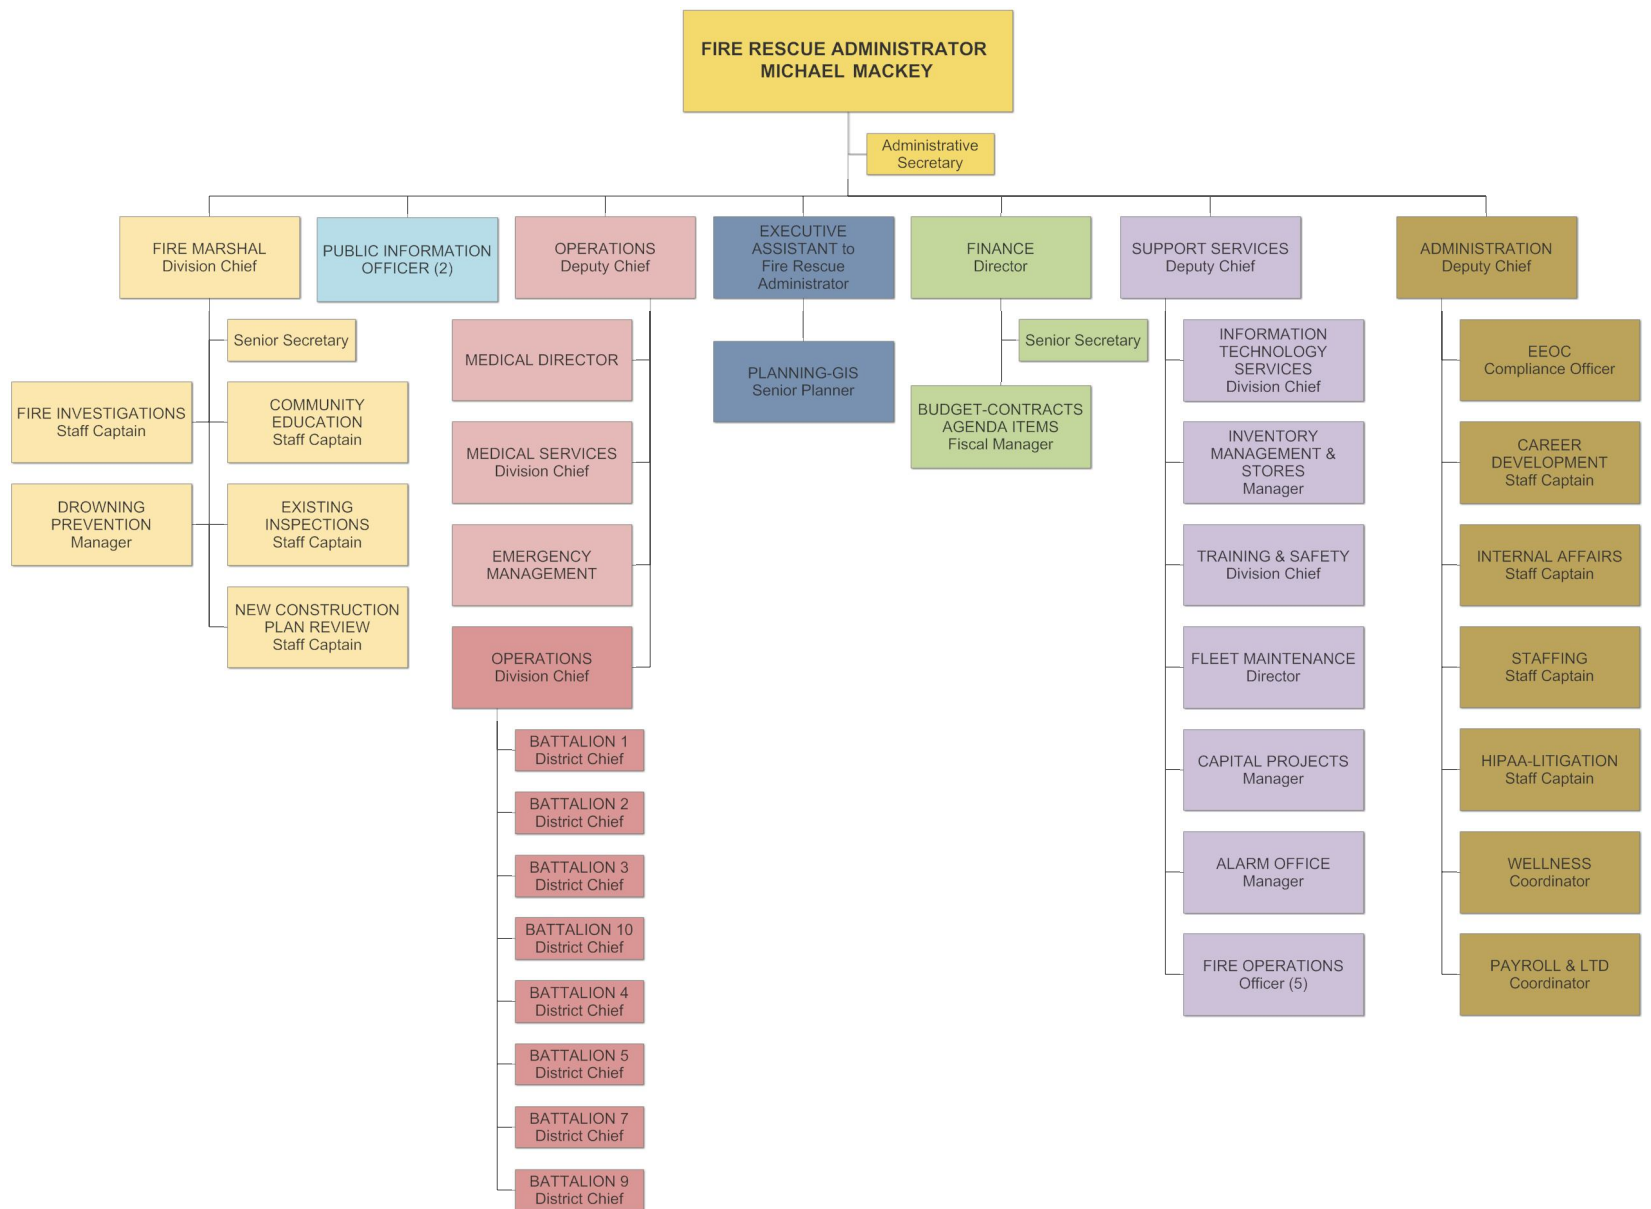 FIRE RESCUE ADMINISTRATOR
MICHAEL MACKEY
Administrative
Secretary
FIRE MARSHAL
Division Chief
PUBLIC INFORMATION
OFFICER (2)
OPERATIONS
Deputy Chief
EXECUTIVE
ASSISTANT to
Fire Rescue
Administrator
FINANCE
Director
SUPPORT SERVICES
Deputy Chief
ADMINISTRATION
Deputy Chief
Senior Secretary
FIRE INVESTIGATIONS
Staff Captain
COMMUNITY
EDUCATION
Staff Captain
DROWNING
PREVENTION
Manager
EXISTING
INSPECTIONS
Staff Captain
NEW CONSTRUCTION
PLAN REVIEW
Staff Captain
MEDICAL DIRECTOR
MEDICAL SERVICES
Division Chief
EMERGENCY
MANAGEMENT
OPERATIONS
Division Chief
BATTALION 1
District Chief
BATTALION 2
District Chief
BATTALION 3
District Chief
BATTALION 10
District Chief
BATTALION 4
District Chief
BATTALION 5
District Chief
BATTALION 7
District Chief
BATTALION 9
District Chief
PLANNING-GIS
Senior Planner
Senior Secretary
BUDGET-CONTRACTS
AGENDA ITEMS
Fiscal Manager
INFORMATION
TECHNOLOGY
SERVICES
Division Chief
INVENTORY
MANAGEMENT &
STORES
Manager
TRAINING & SAFETY
Division Chief
FLEET MAINTENANCE
Director
CAPITAL PROJECTS
Manager
ALARM OFFICE
Manager
FIRE OPERATIONS
Officer (5)
EEOC
Compliance Officer
CAREER
DEVELOPMENT
Staff Captain
INTERNAL AFFAIRS
Staff Captain
STAFFING
Staff Captain
HIPAA-LITIGATION
Staff Captain
WELLNESS
Coordinator
PAYROLL & LTD
Coordinator